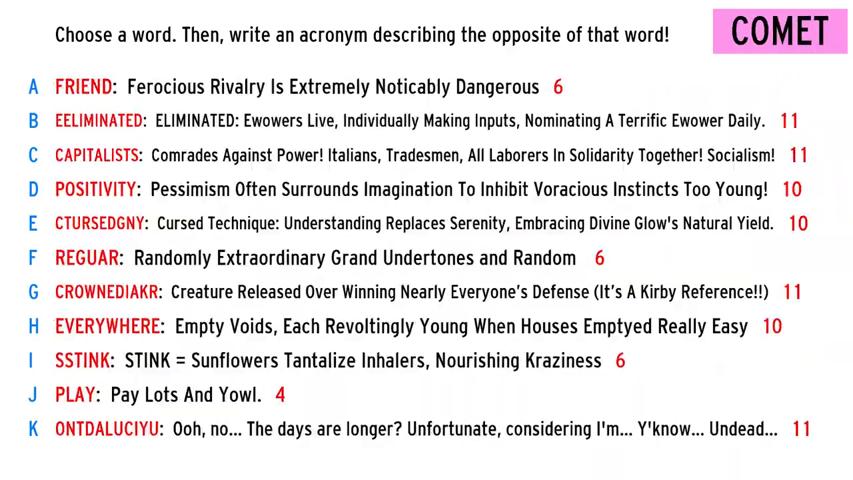 Choose a word. Then, write an acronym describing the opposite of that word!
COMET
A FRIEND: Ferocious Rivalry Is Extremely Noticably Dangerous 6
B EELIMINATED: ELIMINATED: Ewowers Live, Individually Making Inputs, Nominating A Terrific Ewower Daily. 11
C CAPITALISTS: Comrades Against Power! Italians, Tradesmen, All Laborers In Solidarity Together! Socialism! 11
D POSITIVITY: Pessimism Often Surrounds Imagination To Inhibit Voracious Instincts Too Young! 10
E CTURSEDGNY: Cursed Technique: Understanding Replaces Serenity, Embracing Divine Glow's Natural Yield. 10
F REGUAR: Randomly Extraordinary Grand Undertones and Random 6
G CROWNEDIAKR: Creature Released Over Winning Nearly Everyone's Defense (It's A Kirby Reference!!) 11
H EVERYWHERE: Empty Voids, Each Revoltingly Young When Houses Emptyed Really Easy 10
I SSTINK: STINK = Sunflowers Tantalize Inhalers, Nourishing Kraziness 6
J PLAY: Pay Lots And Yowl. 4
K ONTDALUCIYU: Ooh, no... The days are longer? Unfortunate, considering I'm... Y'know... Undead... 11